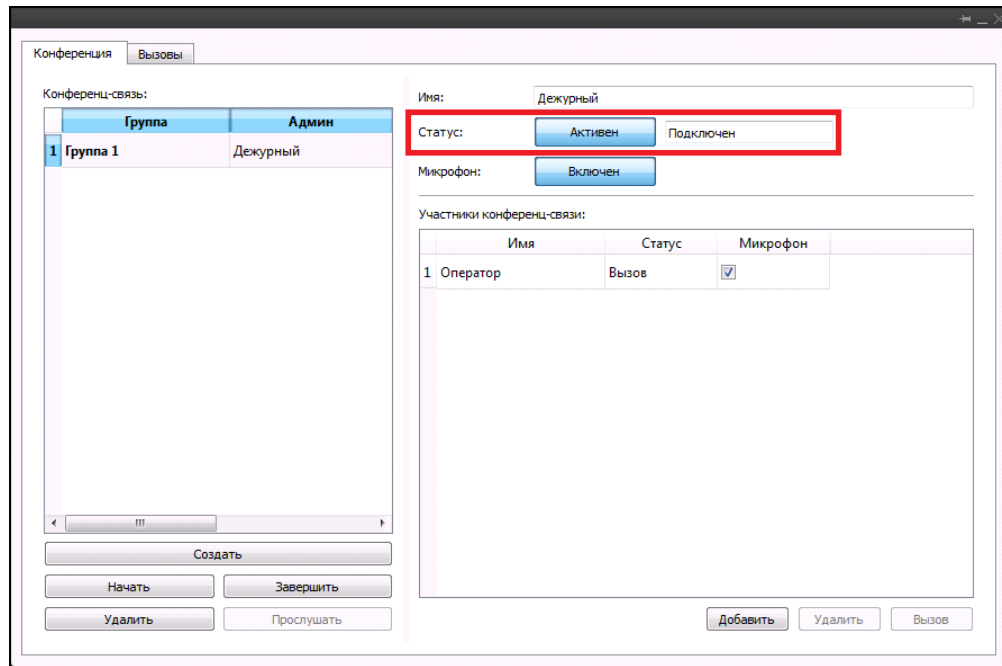 Конференция Вызовы
Конференц-связь:
Группа Админ
1 Группа 1 Дежурный
Создать
Начать Завершить
Удалить Прослушать
Имя: Дежурный
Статус: Активен Подключен
Микрофон: Включен
Участники конференц-связи:
Имя Статус Микрофон
1 Оператор Вызов
Добавить Удалить Вызов